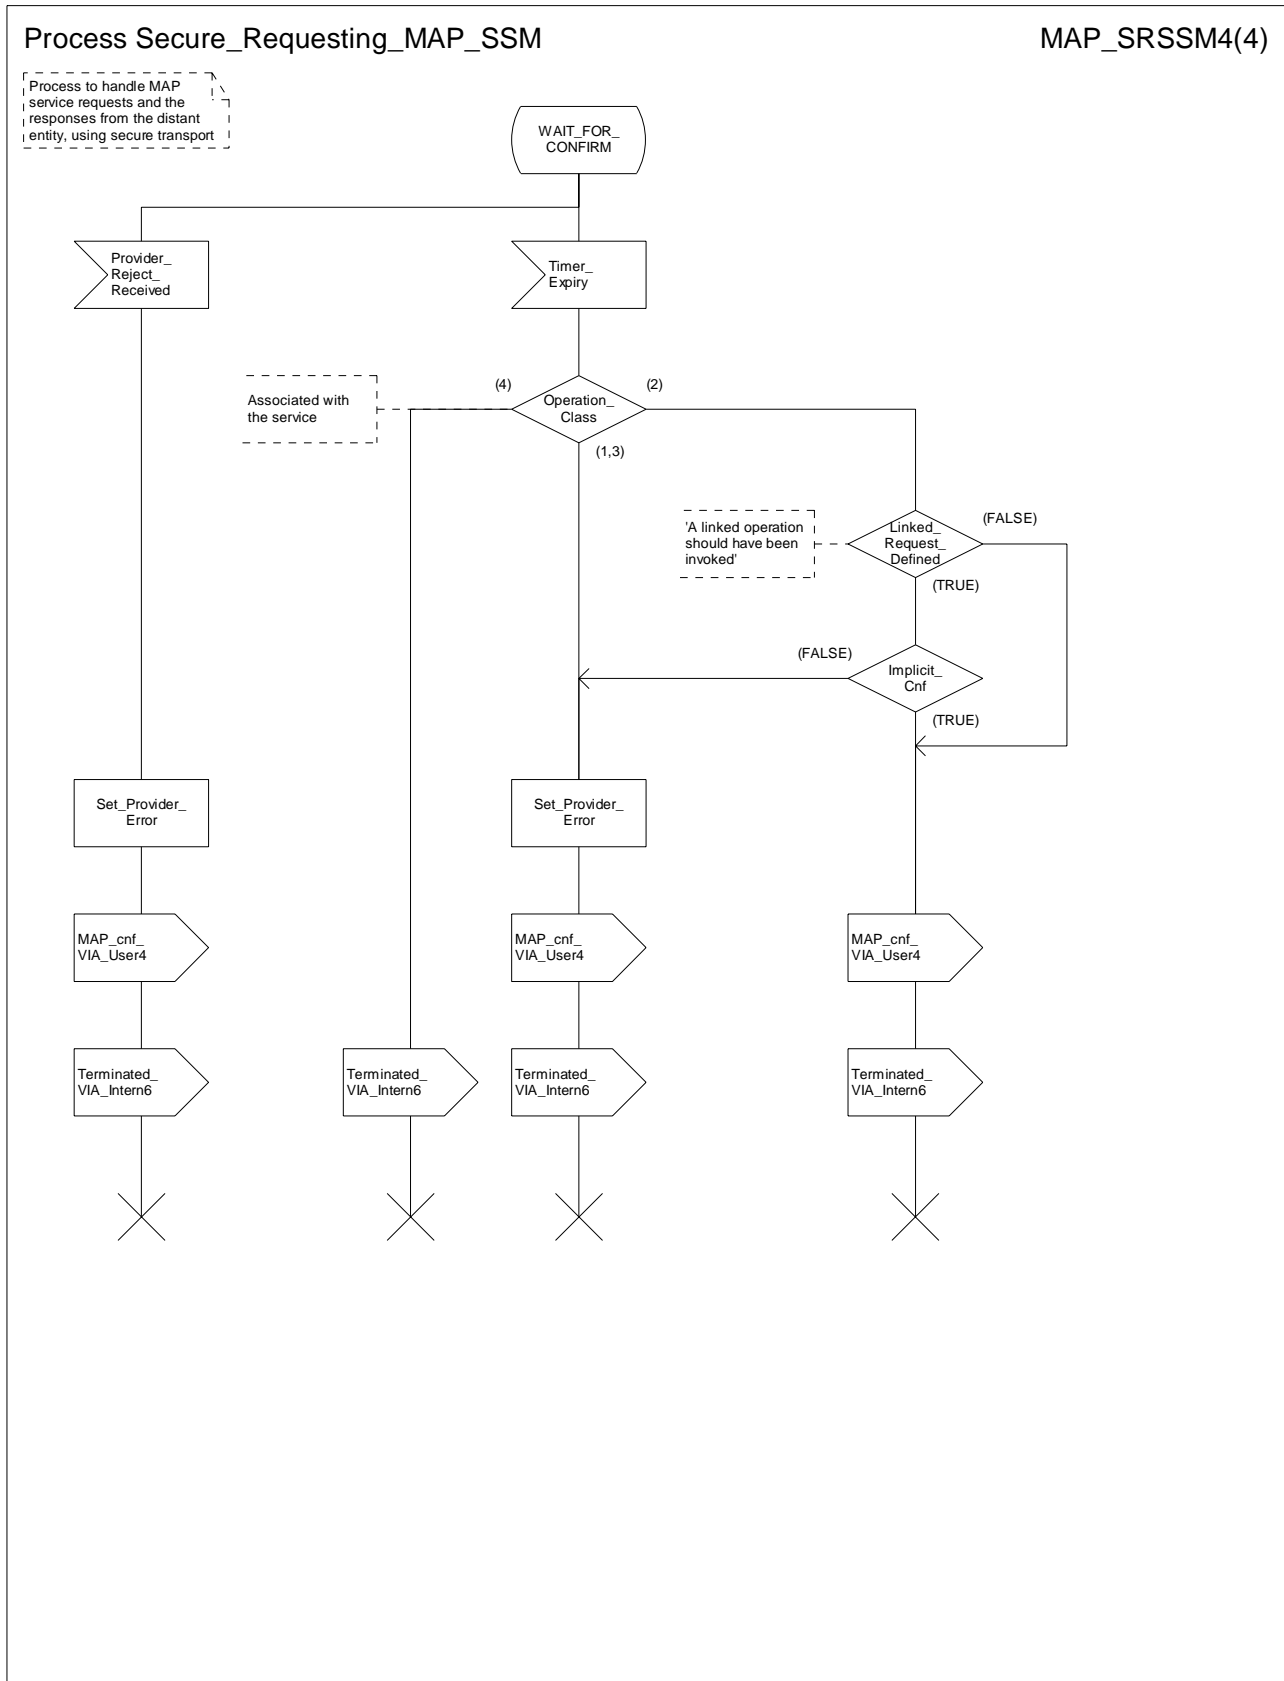 Process Secure_Requesting_MAP_SSM
MAP_SRSSM4(4)
Process to handle MAP
service requests and the
responses from the distant
entity, using secure transport
WAIT_FOR_
CONFIRM
Provider_
Reject_
Received
Timer_
Expiry
Associated with
the service
(4)
Operation_
Class
(2)
(1,3)
'A linked operation
should have been
invoked'
Linked_
Request_
Defined
(FALSE)
(TRUE)
(FALSE)
Implicit_
Cnf
(TRUE)
Set_Provider_
Error
Set_Provider_
Error
MAP_cnf_
VIA_User4
MAP_cnf_
VIA_User4
MAP_cnf_
VIA_User4
Terminated_
VIA_Intern6
Terminated_
VIA_Intern6
Terminated_
VIA_Intern6
Terminated_
VIA_Intern6